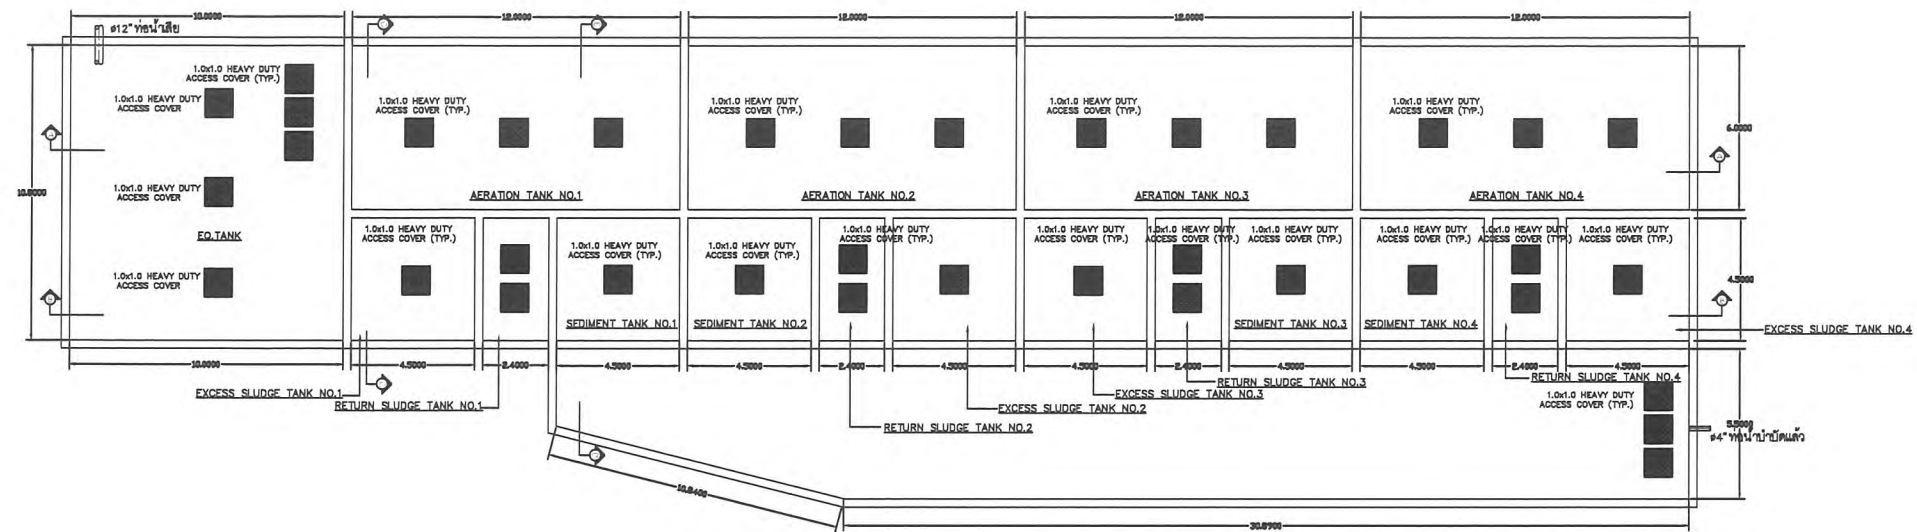 10.0000
12.0000
12.0000
12.0000
12.0000
ø12" ท่อน้ำเสีย
1.0x1.0 HEAVY DUTY
ACCESS COVER (TYP.)
1.0x1.0 HEAVY DUTY
ACCESS COVER
1.0x1.0 HEAVY DUTY
ACCESS COVER (TYP.)
1.0x1.0 HEAVY DUTY
ACCESS COVER (TYP.)
1.0x1.0 HEAVY DUTY
ACCESS COVER (TYP.)
1.0x1.0 HEAVY DUTY
ACCESS COVER (TYP.)
6.0000
1.0x1.0 HEAVY DUTY
ACCESS COVER
AERATION TANK NO.1
AERATION TANK NO.2
AERATION TANK NO.3
AERATION TANK NO.4
EQ.TANK
1.0x1.0 HEAVY DUTY
ACCESS COVER (TYP.)
1.0x1.0 HEAVY DUTY
ACCESS COVER (TYP.)
1.0x1.0 HEAVY DUTY
ACCESS COVER (TYP.)
1.0x1.0 HEAVY DUTY
ACCESS COVER (TYP.)
1.0x1.0 HEAVY DUTY
ACCESS COVER (TYP.)
1.0x1.0 HEAVY DUTY
ACCESS COVER (TYP.)
1.0x1.0 HEAVY DUTY
ACCESS COVER (TYP.)
1.0x1.0 HEAVY DUTY
ACCESS COVER (TYP.)
1.0x1.0 HEAVY DUTY
ACCESS COVER (TYP.)
1.0x1.0 HEAVY DUTY
ACCESS COVER (TYP.)
1.0x1.0 HEAVY DUTY
ACCESS COVER
4.5000
SEDIMENT TANK NO.1
SEDIMENT TANK NO.2
SEDIMENT TANK NO.3
SEDIMENT TANK NO.4
EXCESS SLUDGE TANK NO.4
10.0000
4.5000
2.4000
4.5000
4.5000
2.4000
4.5000
4.5000
2.4000
4.5000
4.5000
2.4000
4.5000
EXCESS SLUDGE TANK NO.1
RETURN SLUDGE TANK NO.1
RETURN SLUDGE TANK NO.2
EXCESS SLUDGE TANK NO.2
EXCESS SLUDGE TANK NO.3
RETURN SLUDGE TANK NO.3
RETURN SLUDGE TANK NO.4
1.0x1.0 HEAVY DUTY
ACCESS COVER (TYP.)
5.5000
ø4" ท่อน้ำบำบัดแล้ว
10.8400
30.8900